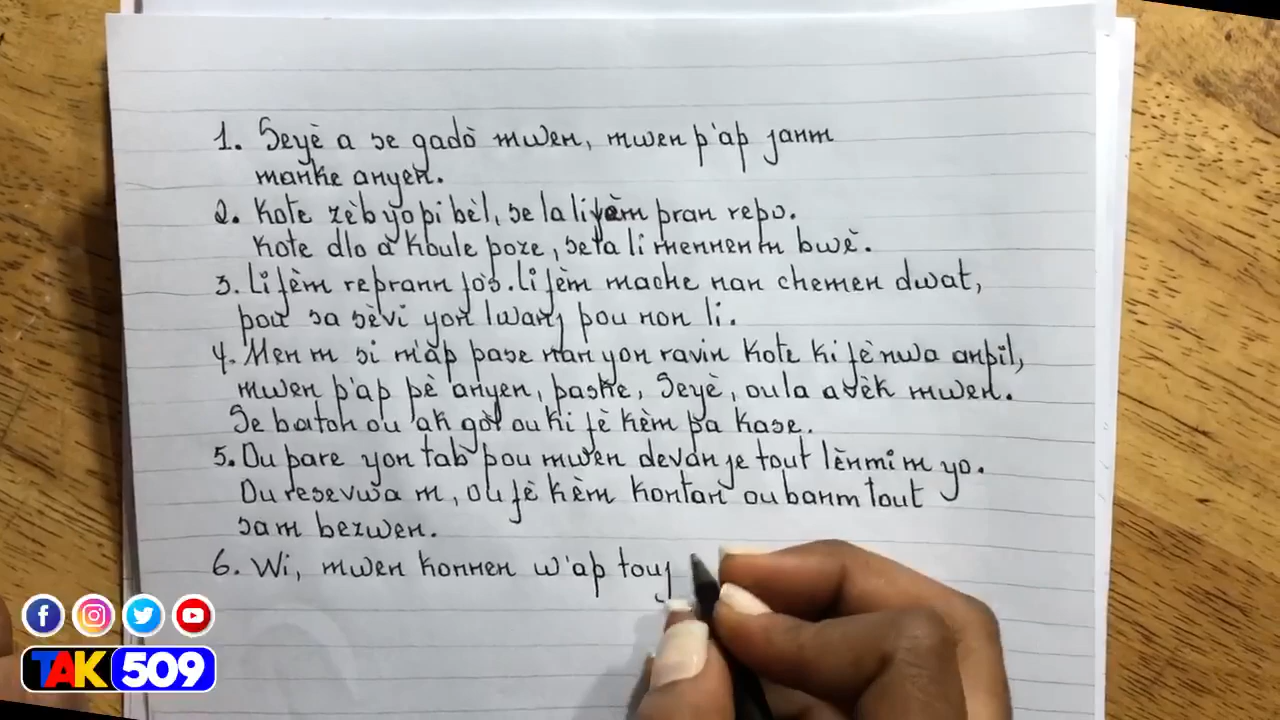 1. Seyè a se gadò mwen, mwen p'ap janm
manke anyen.
2. Kote zèb yo pi bèl, se la li fèm pran repo.
Kote dlo a koule poze, se la li mennen m bwè.
3. li fèm reprann fòs. li fèm mache nan chemen dwat,
pou sa sèvi yon lwanj pou non li.
4. Men m si m'ap pase nan yon ravin kote ki fè nwa anpil,
mwen p'ap pè anyen, paske, Seyè, ou la avèk mwen.
Se baton ou ak gòl ou ki fè kèm pa kase.
5. Ou pare yon tab pou mwen devan je tout lènmi m yo.
Ou resevwa m, ou fè kèm kontan ou banm tout
sam bezwen.
6. Wi, mwen konnen w'ap touj
TAK 509